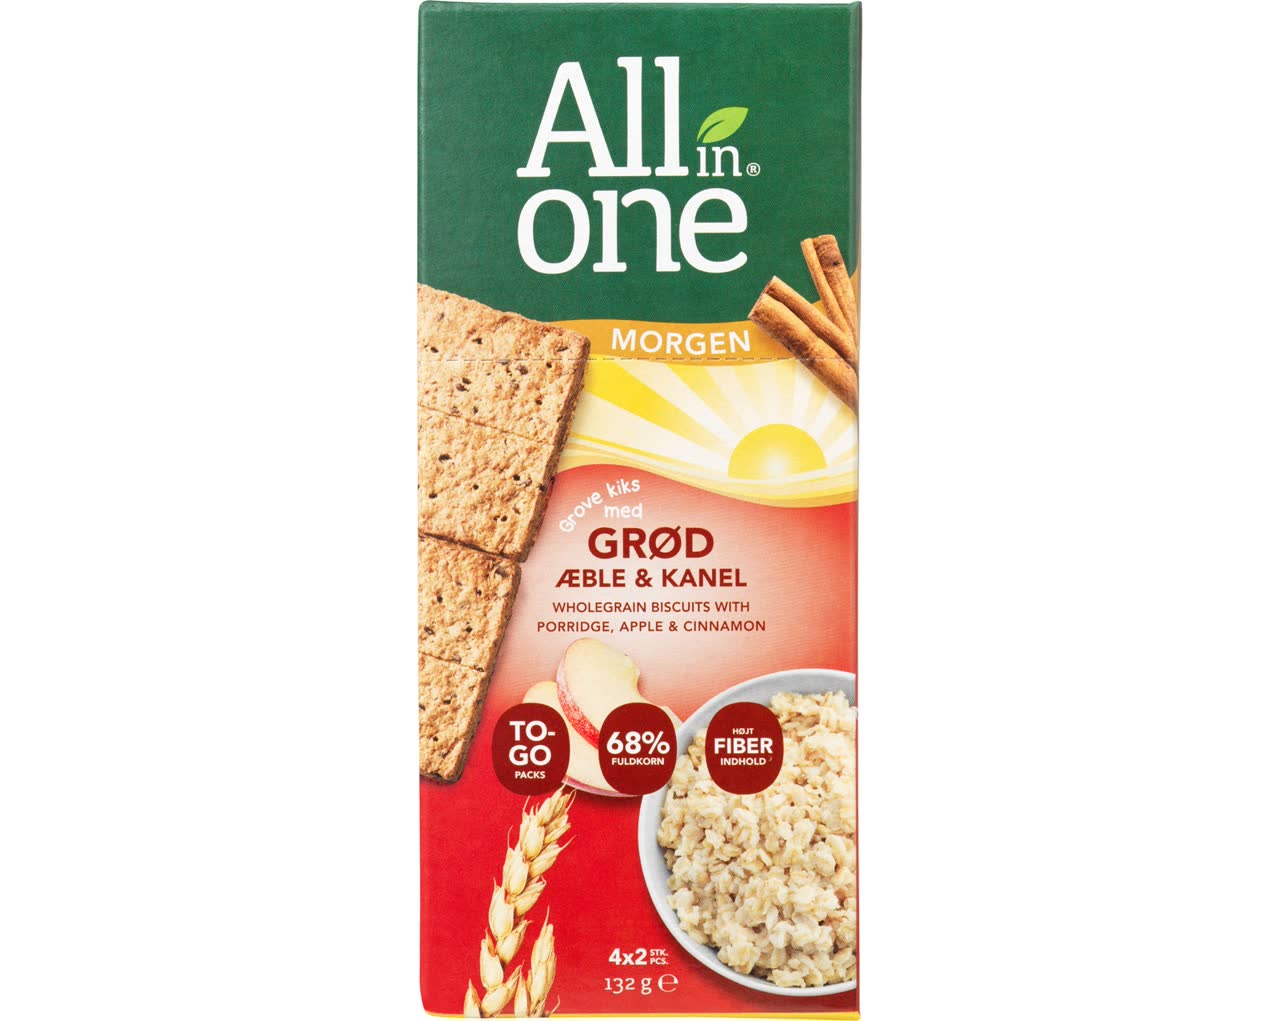 All in®
one
MORGEN
Grove kiks
med
GRØD
ÆBLE & KANEL
WHOLEGRAIN BISCUITS WITH
PORRIDGE, APPLE & CINNAMON
TO-
GO
PACKS
68%
FULDKORN
HØJT
FIBER
INDHOLD
4x2 STK.
PCS.
132 g ℮